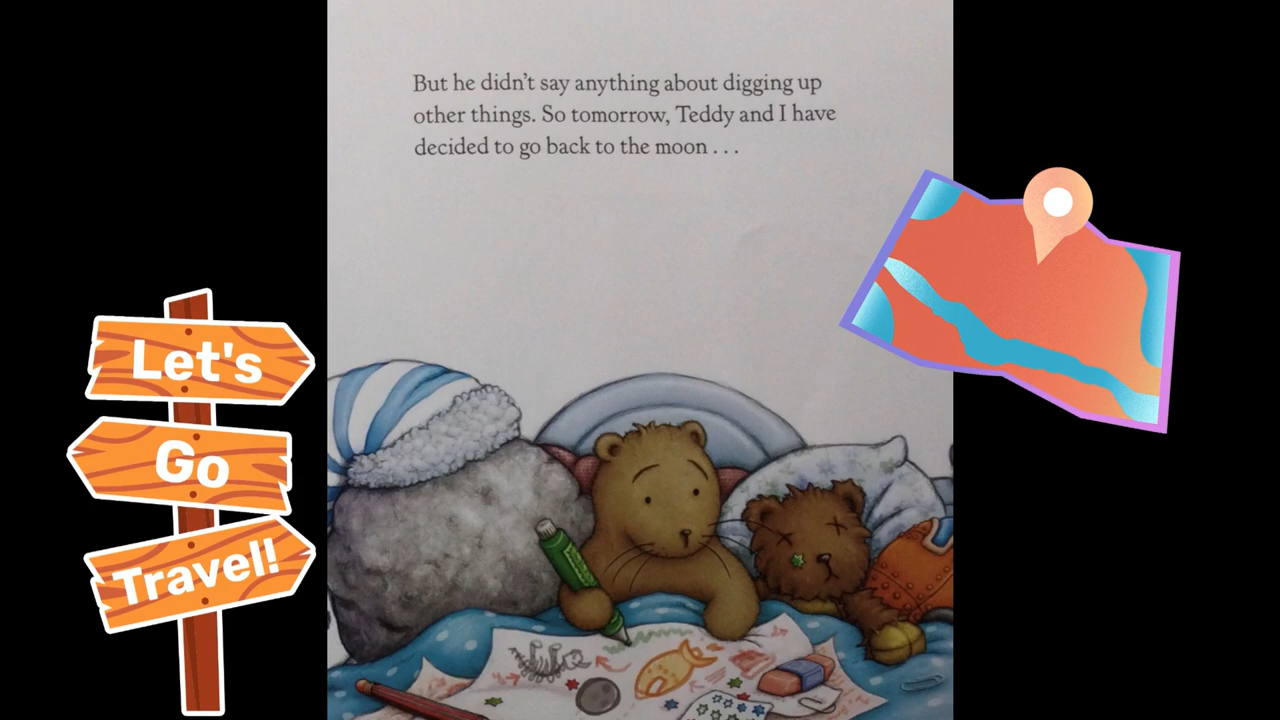 But he didn't say anything about digging up
other things. So tomorrow, Teddy and I have
decided to go back to the moon . . .
Let's
Go
Travel!